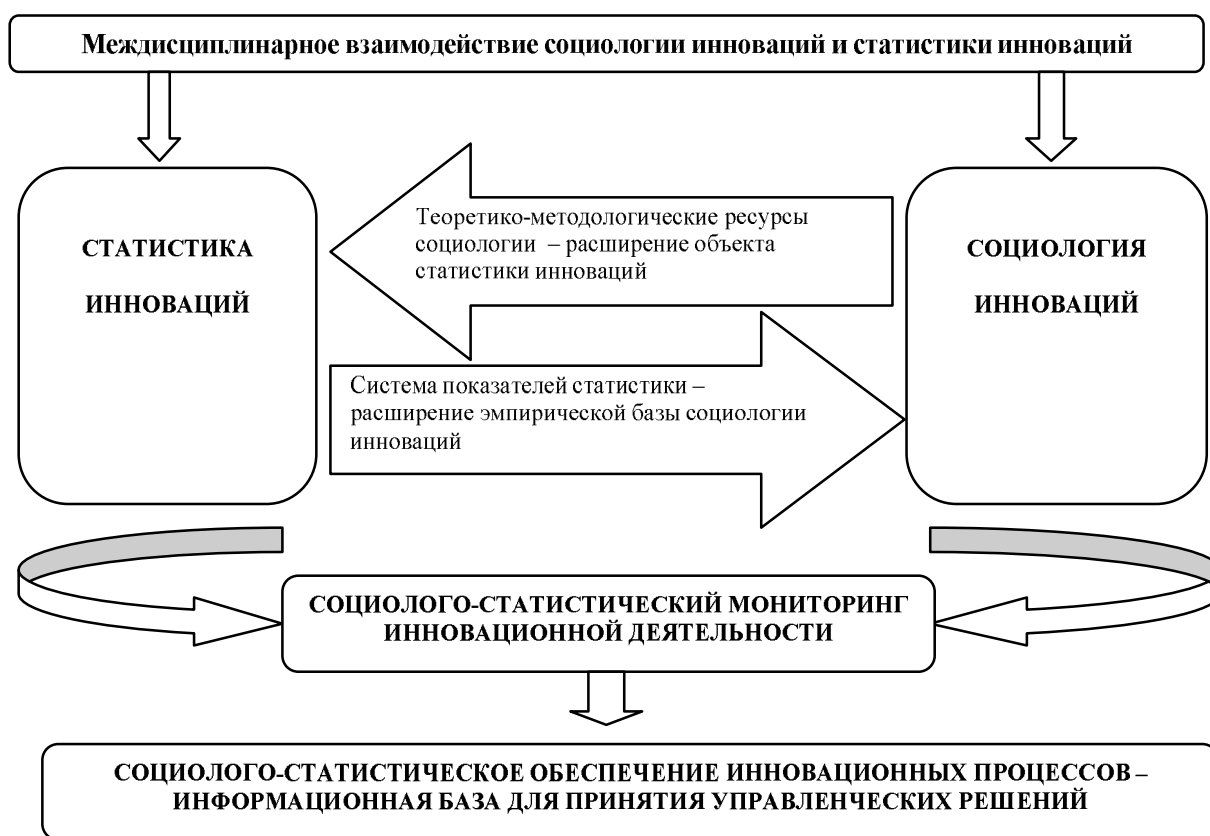 Междисциплинарное взаимодействие социологии инноваций и статистики инноваций
СТАТИСТИКА
ИННОВАЦИЙ
Теоретико-методологические ресурсы
социологии – расширение объекта
статистики инноваций
Система показателей статистики –
расширение эмпирической базы социологии
инноваций
СОЦИОЛОГИЯ
ИННОВАЦИЙ
СОЦИОЛОГО-СТАТИСТИЧЕСКИЙ МОНИТОРИНГ
ИННОВАЦИОННОЙ ДЕЯТЕЛЬНОСТИ
СОЦИОЛОГО-СТАТИСТИЧЕСКОЕ ОБЕСПЕЧЕНИЕ ИННОВАЦИОННЫХ ПРОЦЕССОВ –
ИНФОРМАЦИОННАЯ БАЗА ДЛЯ ПРИНЯТИЯ УПРАВЛЕНЧЕСКИХ РЕШЕНИЙ